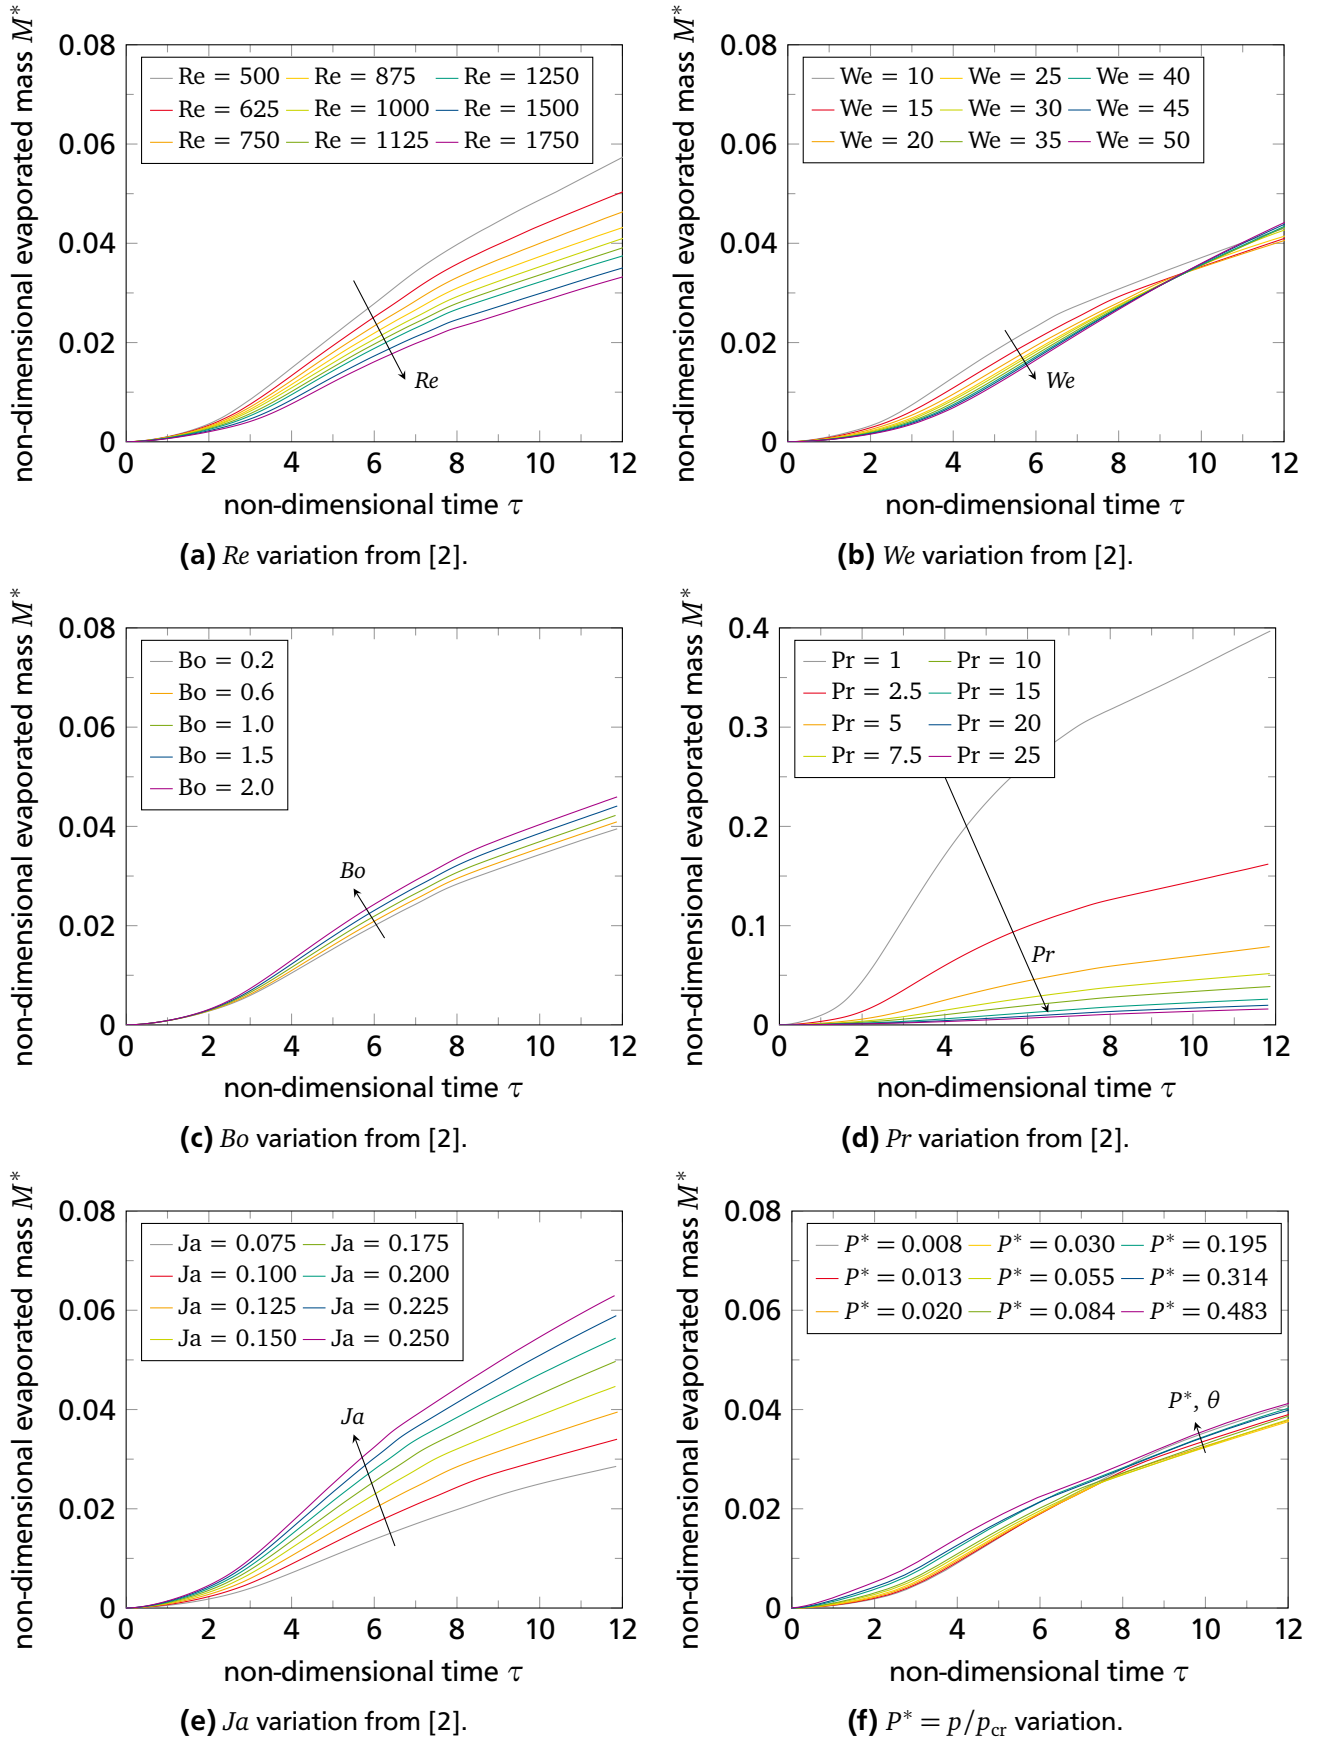 non-dimensional evaporated mass M*
0.08
0.06
0.04
0.02
0
Re = 500 Re = 875 Re = 1250
Re = 625 Re = 1000 Re = 1500
Re = 750 Re = 1125 Re = 1750
Re
0 2 4 6 8 10 12
non-dimensional time τ
(a) Re variation from [2].
non-dimensional evaporated mass M*
0.08
0.06
0.04
0.02
0
We = 10 We = 25 We = 40
We = 15 We = 30 We = 45
We = 20 We = 35 We = 50
We
0 2 4 6 8 10 12
non-dimensional time τ
(b) We variation from [2].
non-dimensional evaporated mass M*
0.08
0.06
0.04
0.02
0
Bo = 0.2
Bo = 0.6
Bo = 1.0
Bo = 1.5
Bo = 2.0
Bo
0 2 4 6 8 10 12
non-dimensional time τ
(c) Bo variation from [2].
non-dimensional evaporated mass M*
0.4
0.3
0.2
0.1
0
Pr = 1 Pr = 10
Pr = 2.5 Pr = 15
Pr = 5 Pr = 20
Pr = 7.5 Pr = 25
Pr
0 2 4 6 8 10 12
non-dimensional time τ
(d) Pr variation from [2].
non-dimensional evaporated mass M*
0.08
0.06
0.04
0.02
0
Ja = 0.075 Ja = 0.175
Ja = 0.100 Ja = 0.200
Ja = 0.125 Ja = 0.225
Ja = 0.150 Ja = 0.250
Ja
0 2 4 6 8 10 12
non-dimensional time τ
(e) Ja variation from [2].
non-dimensional evaporated mass M*
0.08
0.06
0.04
0.02
0
P* = 0.008 P* = 0.030 P* = 0.195
P* = 0.013 P* = 0.055 P* = 0.314
P* = 0.020 P* = 0.084 P* = 0.483
P*, θ
0 2 4 6 8 10 12
non-dimensional time τ
(f) P* = p/pcr variation.